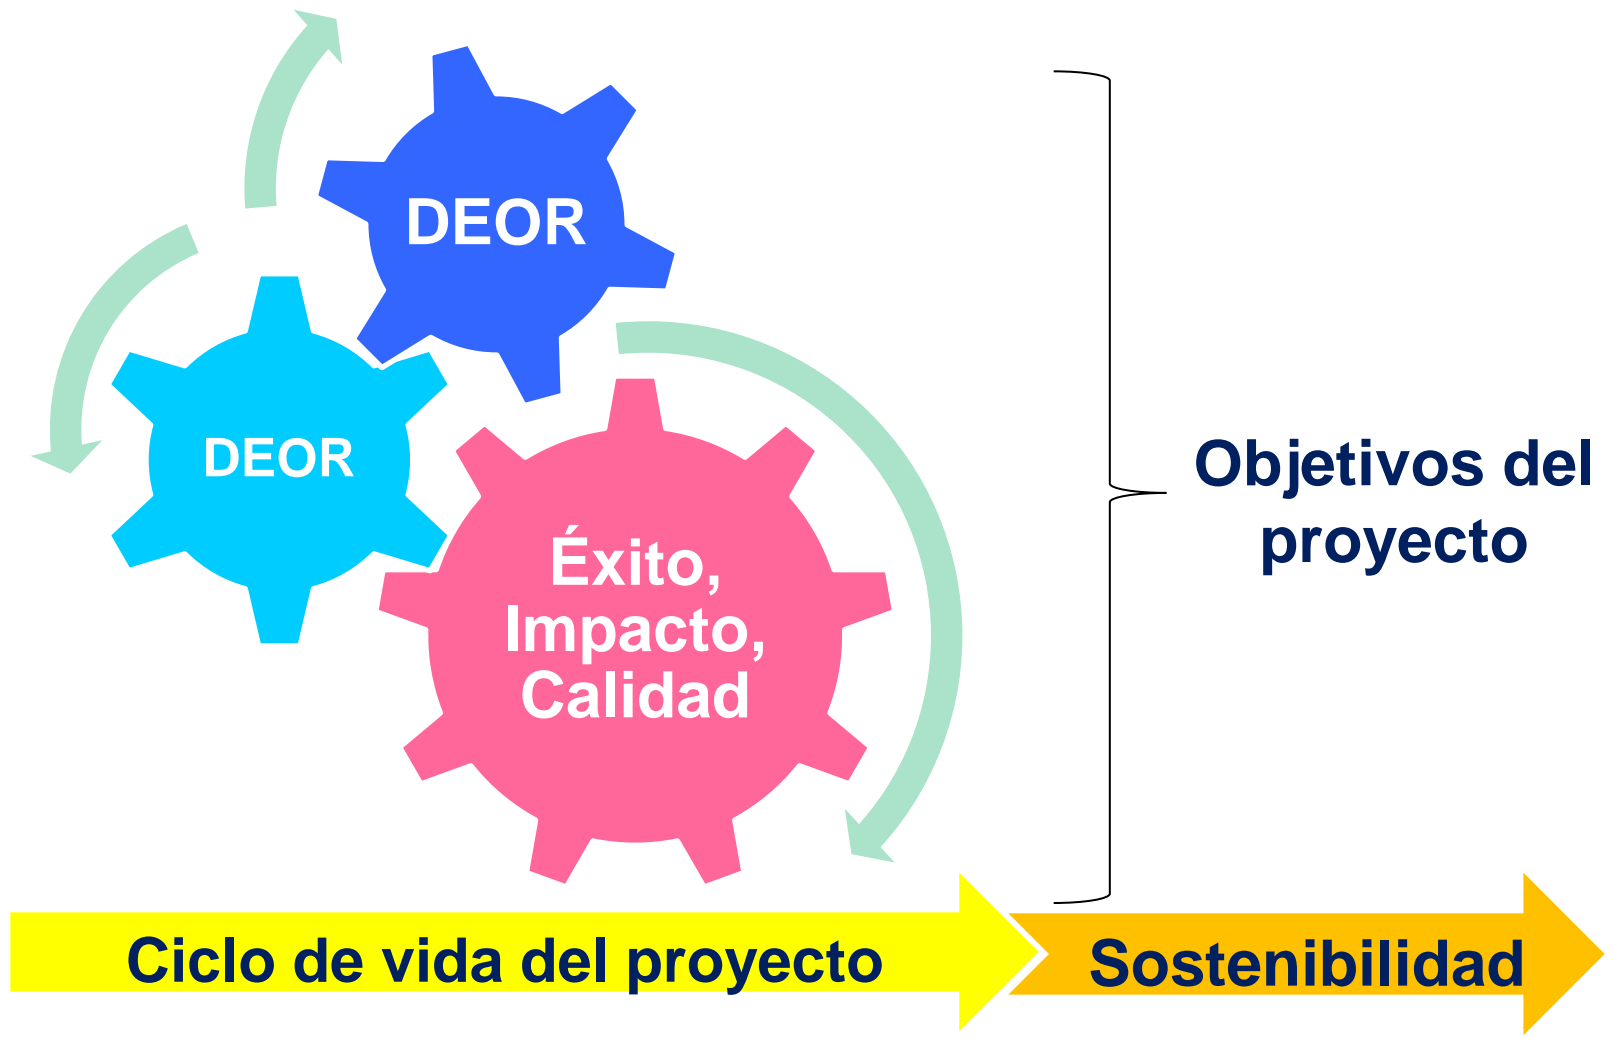 DEOR
DEOR
Éxito,
Impacto,
Calidad
Objetivos del
proyecto
Ciclo de vida del proyecto
Sostenibilidad